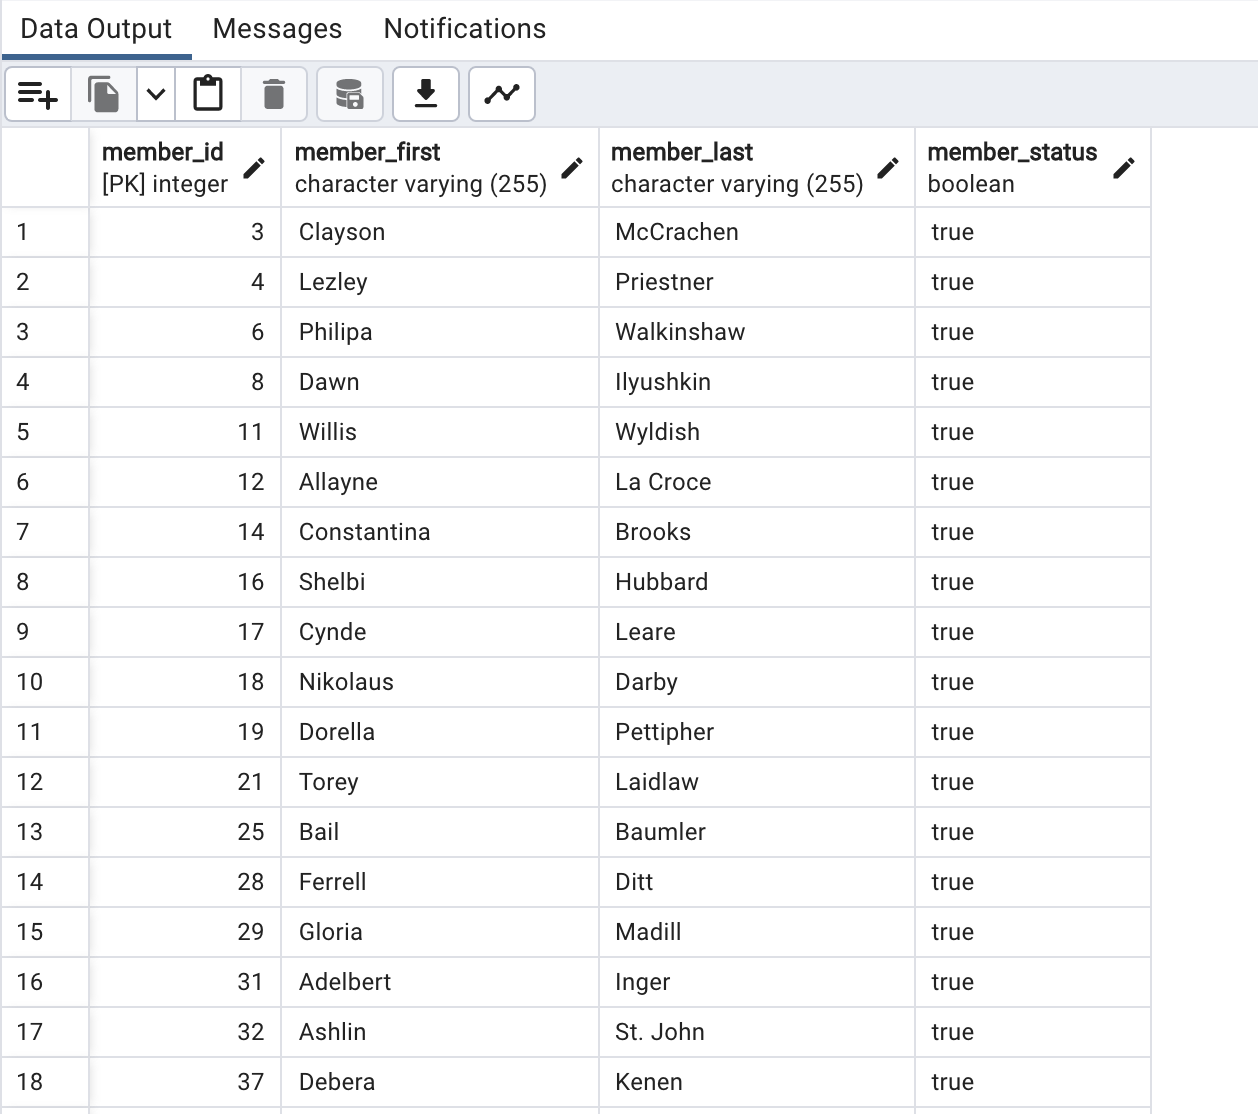 Data Output Messages Notifications
member_id member_first member_last member_status
[PK] integer character varying (255) character varying (255) boolean
1 3 Clayson McCrachen true
2 4 Lezley Priestner true
3 6 Philipa Walkinshaw true
4 8 Dawn Ilyushkin true
5 11 Willis Wyldish true
6 12 Allayne La Croce true
7 14 Constantina Brooks true
8 16 Shelbi Hubbard true
9 17 Cynde Leare true
10 18 Nikolaus Darby true
11 19 Dorella Pettipher true
12 21 Torey Laidlaw true
13 25 Bail Baumler true
14 28 Ferrell Ditt true
15 29 Gloria Madill true
16 31 Adelbert Inger true
17 32 Ashlin St. John true
18 37 Debera Kenen true